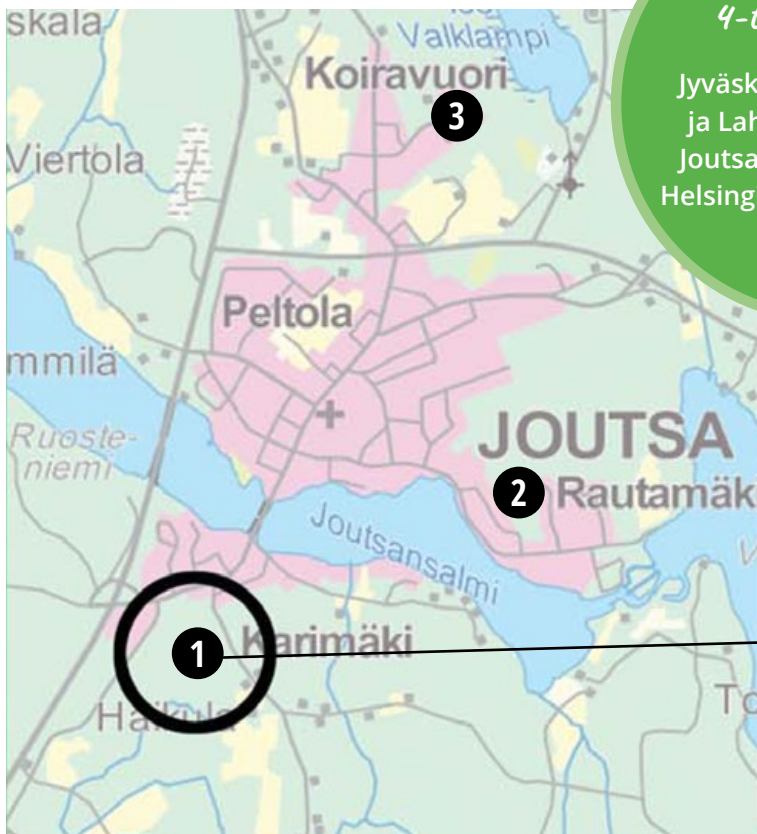 4-t
Jyväsk
ja Lah
Joutsa
Helsing
skala
Valklampi
Koiravuori
3
Viertola
Peltola
mmilä
Ruoste-
niemi
JOUTSA
2 Rautamäk
Joutsansalmi
V
1 Karimäki
Haikula
To